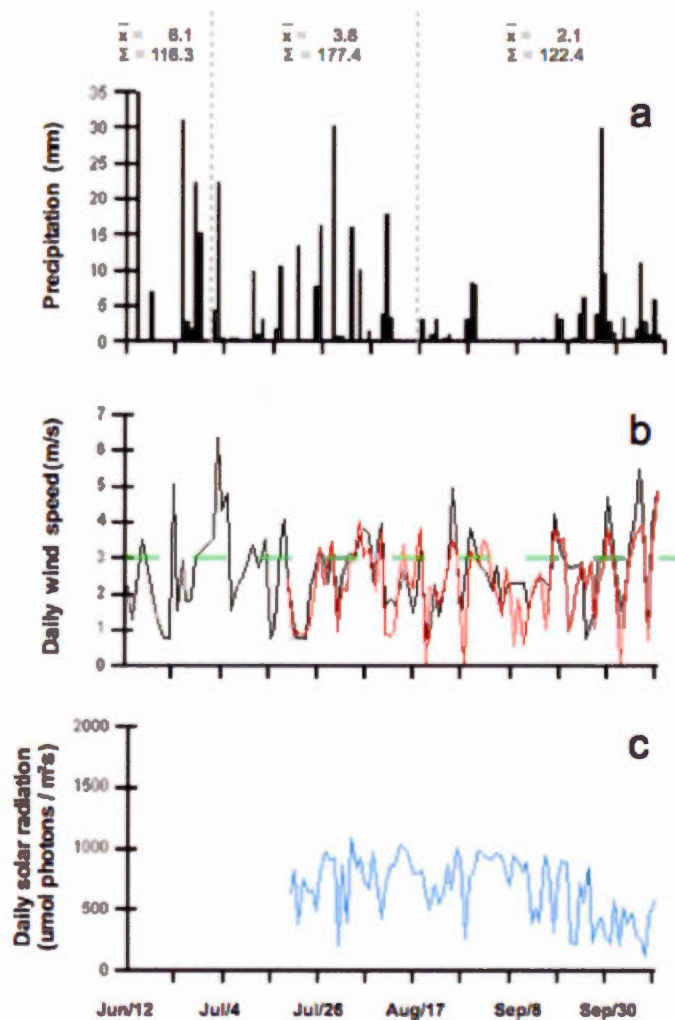 x̄ = 6.1 x̄ = 3.8 x̄ = 2.1
Σ = 116.3 Σ = 177.4 Σ = 122.4
a
Precipitation (mm)
35
30
25
20
15
10
5
0
b
Daily wind speed (m/s)
7
6
5
4
3
2
1
0
c
Daily solar radiation
(umol photons / m²s)
2000
1500
1000
500
0
Jun/12 Jul/4 Jul/26 Aug/17 Sep/8 Sep/30